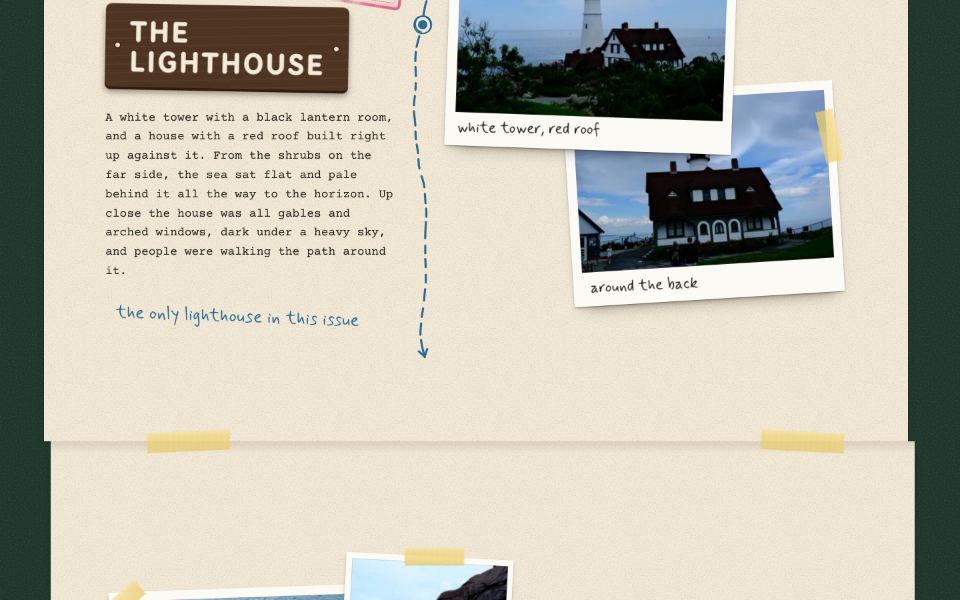 THE
LIGHTHOUSE
A white tower with a black lantern room,
and a house with a red roof built right
up against it. From the shrubs on the
far side, the sea sat flat and pale
behind it all the way to the horizon. Up
close the house was all gables and
arched windows, dark under a heavy sky,
and people were walking the path around
it.
the only lighthouse in this issue
white tower, red roof
around the back